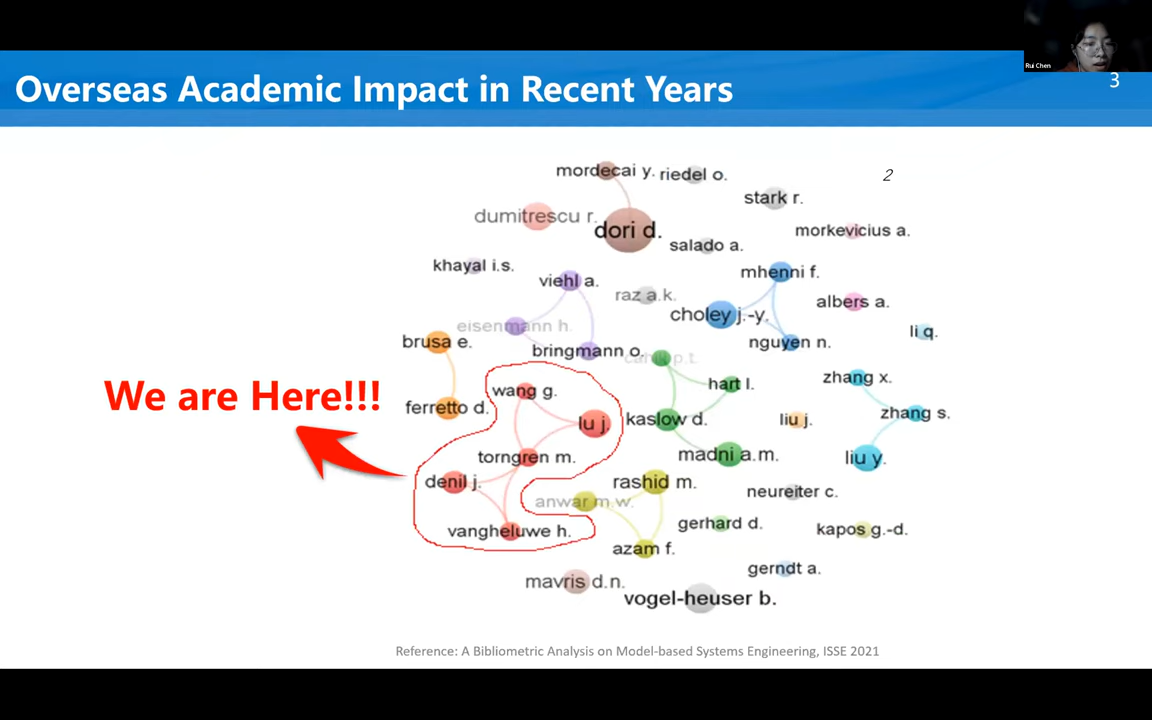 Rui Chen
Overseas Academic Impact in Recent Years
3
mordecai y.
riedel o.
2
stark r.
dumitrescu r.
dori d.
morkevicius a.
salado a.
khayal i.s.
viehl a.
mhenni f.
raz a.k.
albers a.
choley j.-y.
eisenmann h.
li q.
brusa e.
nguyen n.
bringmann o.
We are Here!!!
wang g.
hart l.
zhang x.
ferretto d.
lu j.
kaslow d.
liu j.
zhang s.
torngren m.
madni a.m.
liu y.
denil j.
rashid m.
neureiter c.
anwar m.w.
vangheluwe h.
gerhard d.
kapos g.-d.
azam f.
gerndt a.
mavris d.n.
vogel-heuser b.
Reference: A Bibliometric Analysis on Model-based Systems Engineering, ISSE 2021